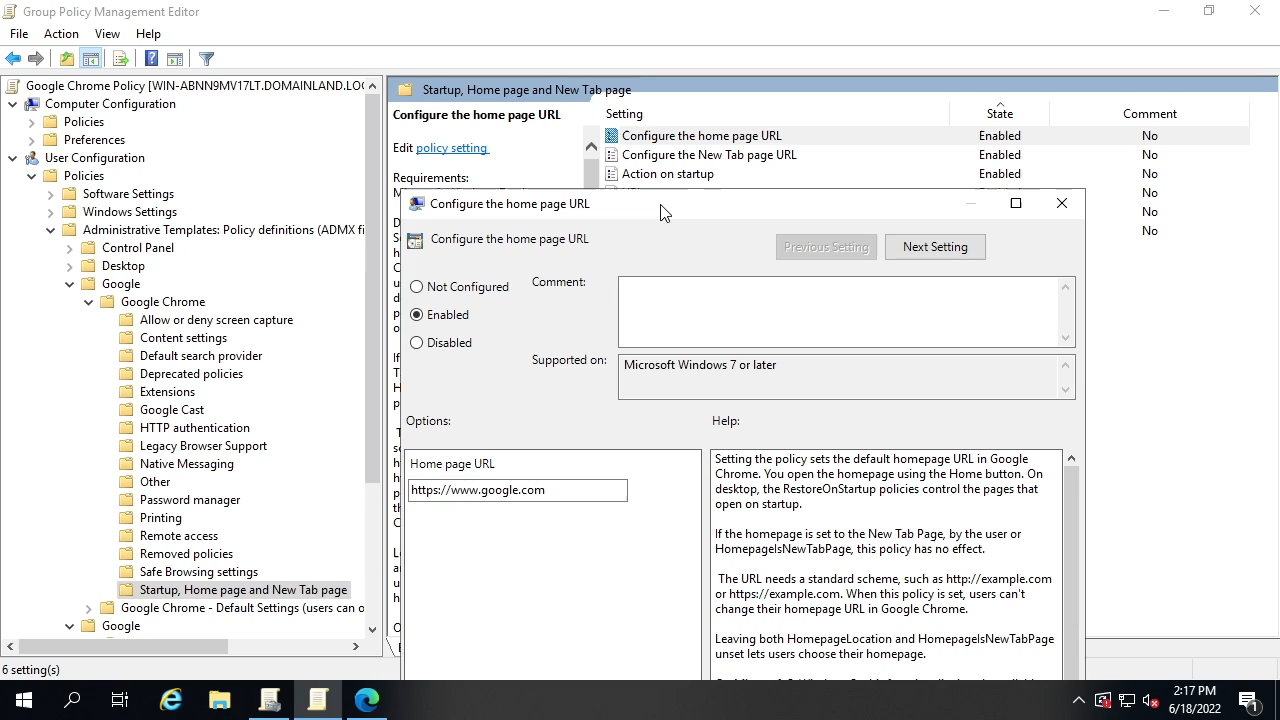 Group Policy Management Editor
File Action View Help
Google Chrome Policy [WIN-ABNN9MV17LT.DOMAINLAND.LO
Computer Configuration
Policies
Preferences
User Configuration
Policies
Software Settings
Windows Settings
Administrative Templates: Policy definitions (ADMX fi
Control Panel
Desktop
Google
Google Chrome
Allow or deny screen capture
Content settings
Default search provider
Deprecated policies
Extensions
Google Cast
HTTP authentication
Legacy Browser Support
Native Messaging
Other
Password manager
Printing
Remote access
Removed policies
Safe Browsing settings
Startup, Home page and New Tab page
Google Chrome - Default Settings (users can o
Google
Startup, Home page and New Tab page
Configure the home page URL
Edit policy setting
Requirements:
Setting State Comment
Configure the home page URL Enabled No
Configure the New Tab page URL Enabled No
Action on startup Enabled No
No
No
No
Configure the home page URL
Configure the home page URL
Previous Setting Next Setting
Not Configured
Enabled
Disabled
Comment:
Supported on:
Microsoft Windows 7 or later
Options:
Help:
Home page URL
https://www.google.com
Setting the policy sets the default homepage URL in Google
Chrome. You open the homepage using the Home button. On
desktop, the RestoreOnStartup policies control the pages that
open on startup.
If the homepage is set to the New Tab Page, by the user or
HomepageIsNewTabPage, this policy has no effect.
The URL needs a standard scheme, such as http://example.com
or https://example.com. When this policy is set, users can't
change their homepage URL in Google Chrome.
Leaving both HomepageLocation and HomepageIsNewTabPage
unset lets users choose their homepage.
6 setting(s)
2:17 PM
6/18/2022
1